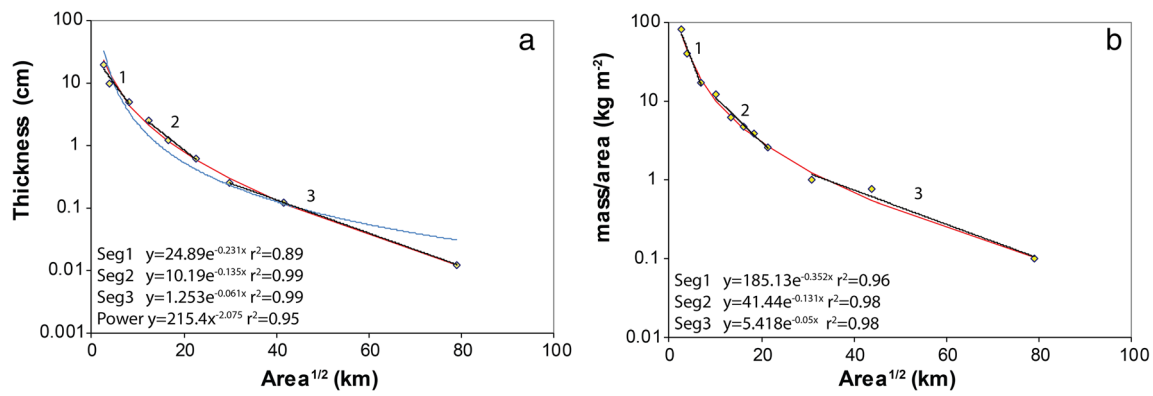 a
Thickness (cm)
100
10
1
0.1
0.01
0.001
1
2
3
Seg1 y=24.89e-0.231x r2=0.89
Seg2 y=10.19e-0.135x r2=0.99
Seg3 y=1.253e-0.061x r2=0.99
Power y=215.4x-2.075 r2=0.95
0 20 40 60 80 100
Area1/2 (km)
b
mass/area (kg m-2)
100
10
1
0.1
0.01
1
2
3
Seg1 y=185.13e-0.352x r2=0.96
Seg2 y=41.44e-0.131x r2=0.98
Seg3 y=5.418e-0.05x r2=0.98
0 20 40 60 80 100
Area1/2 (km)